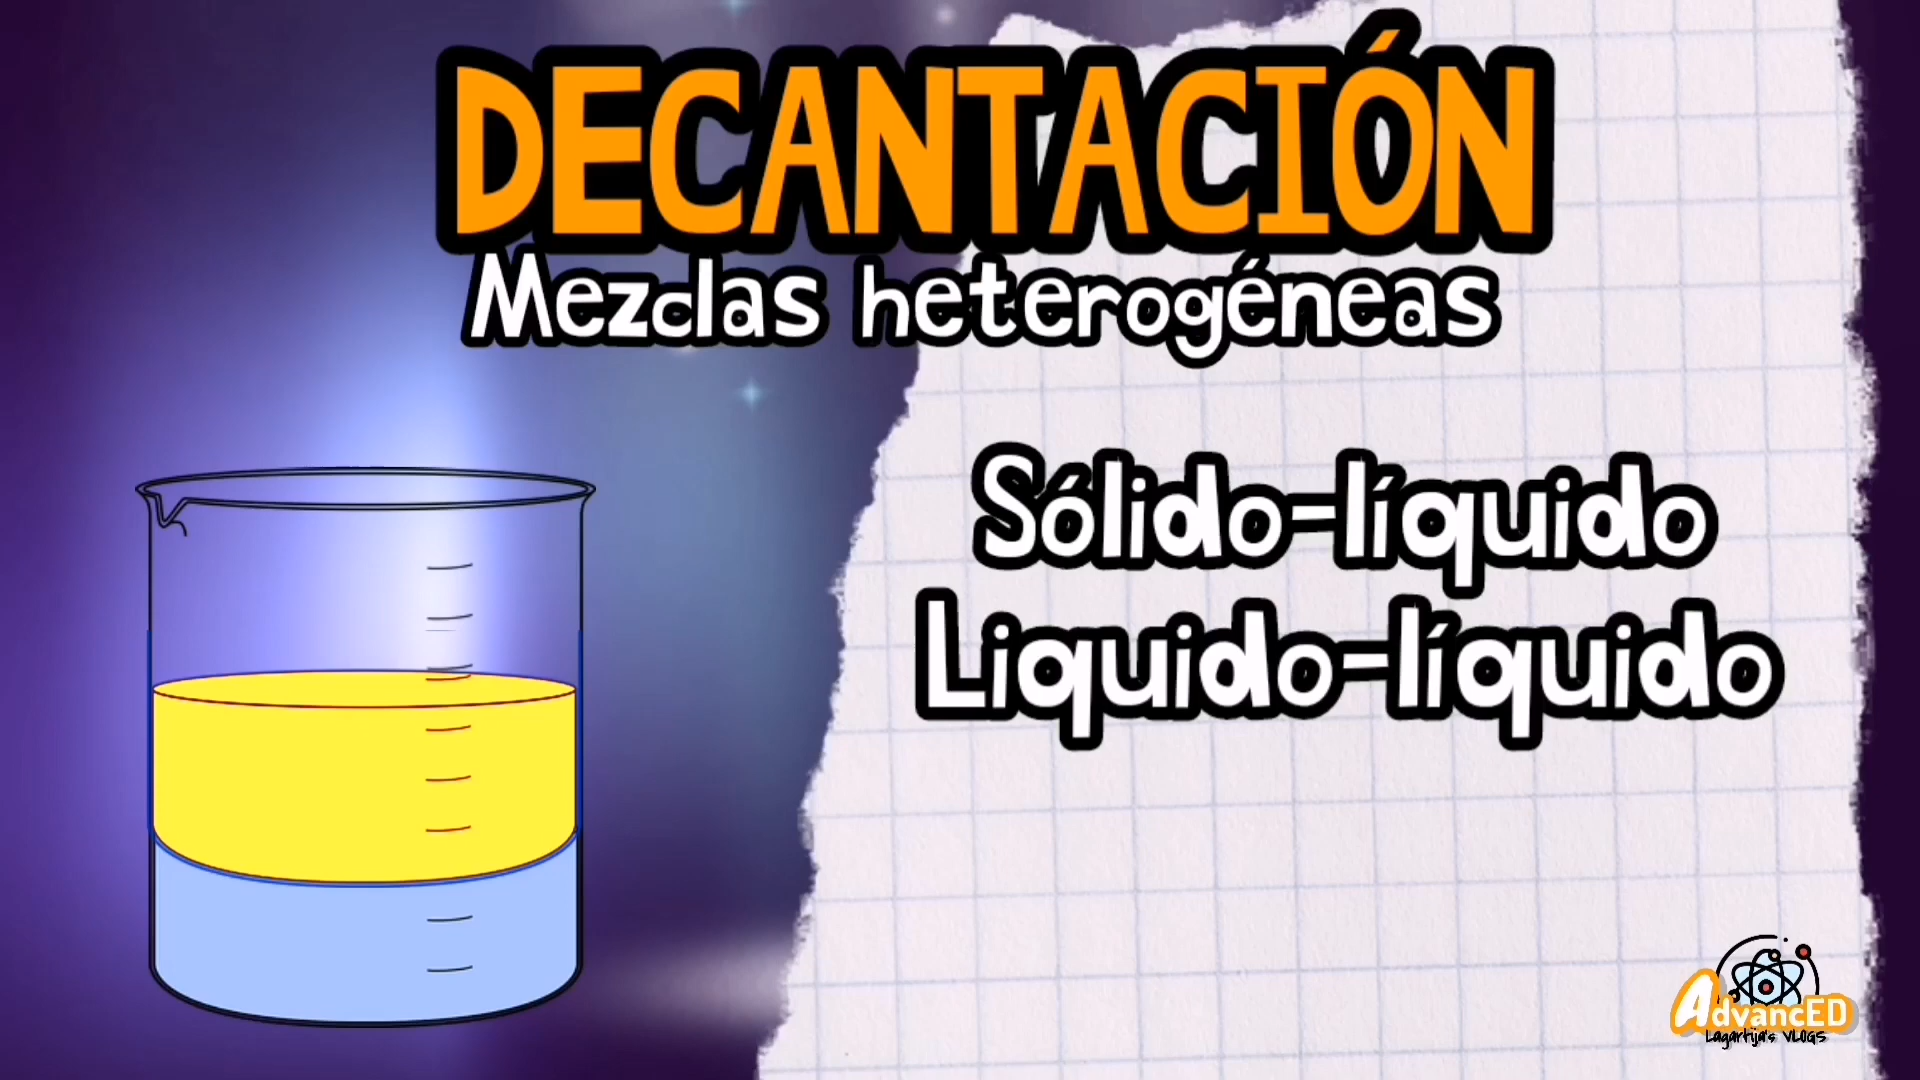 DECANTACIÓN
Mezclas heterogéneas
Sólido-líquido
Liquido-líquido
AdvancED
Lagartija's VLOGS